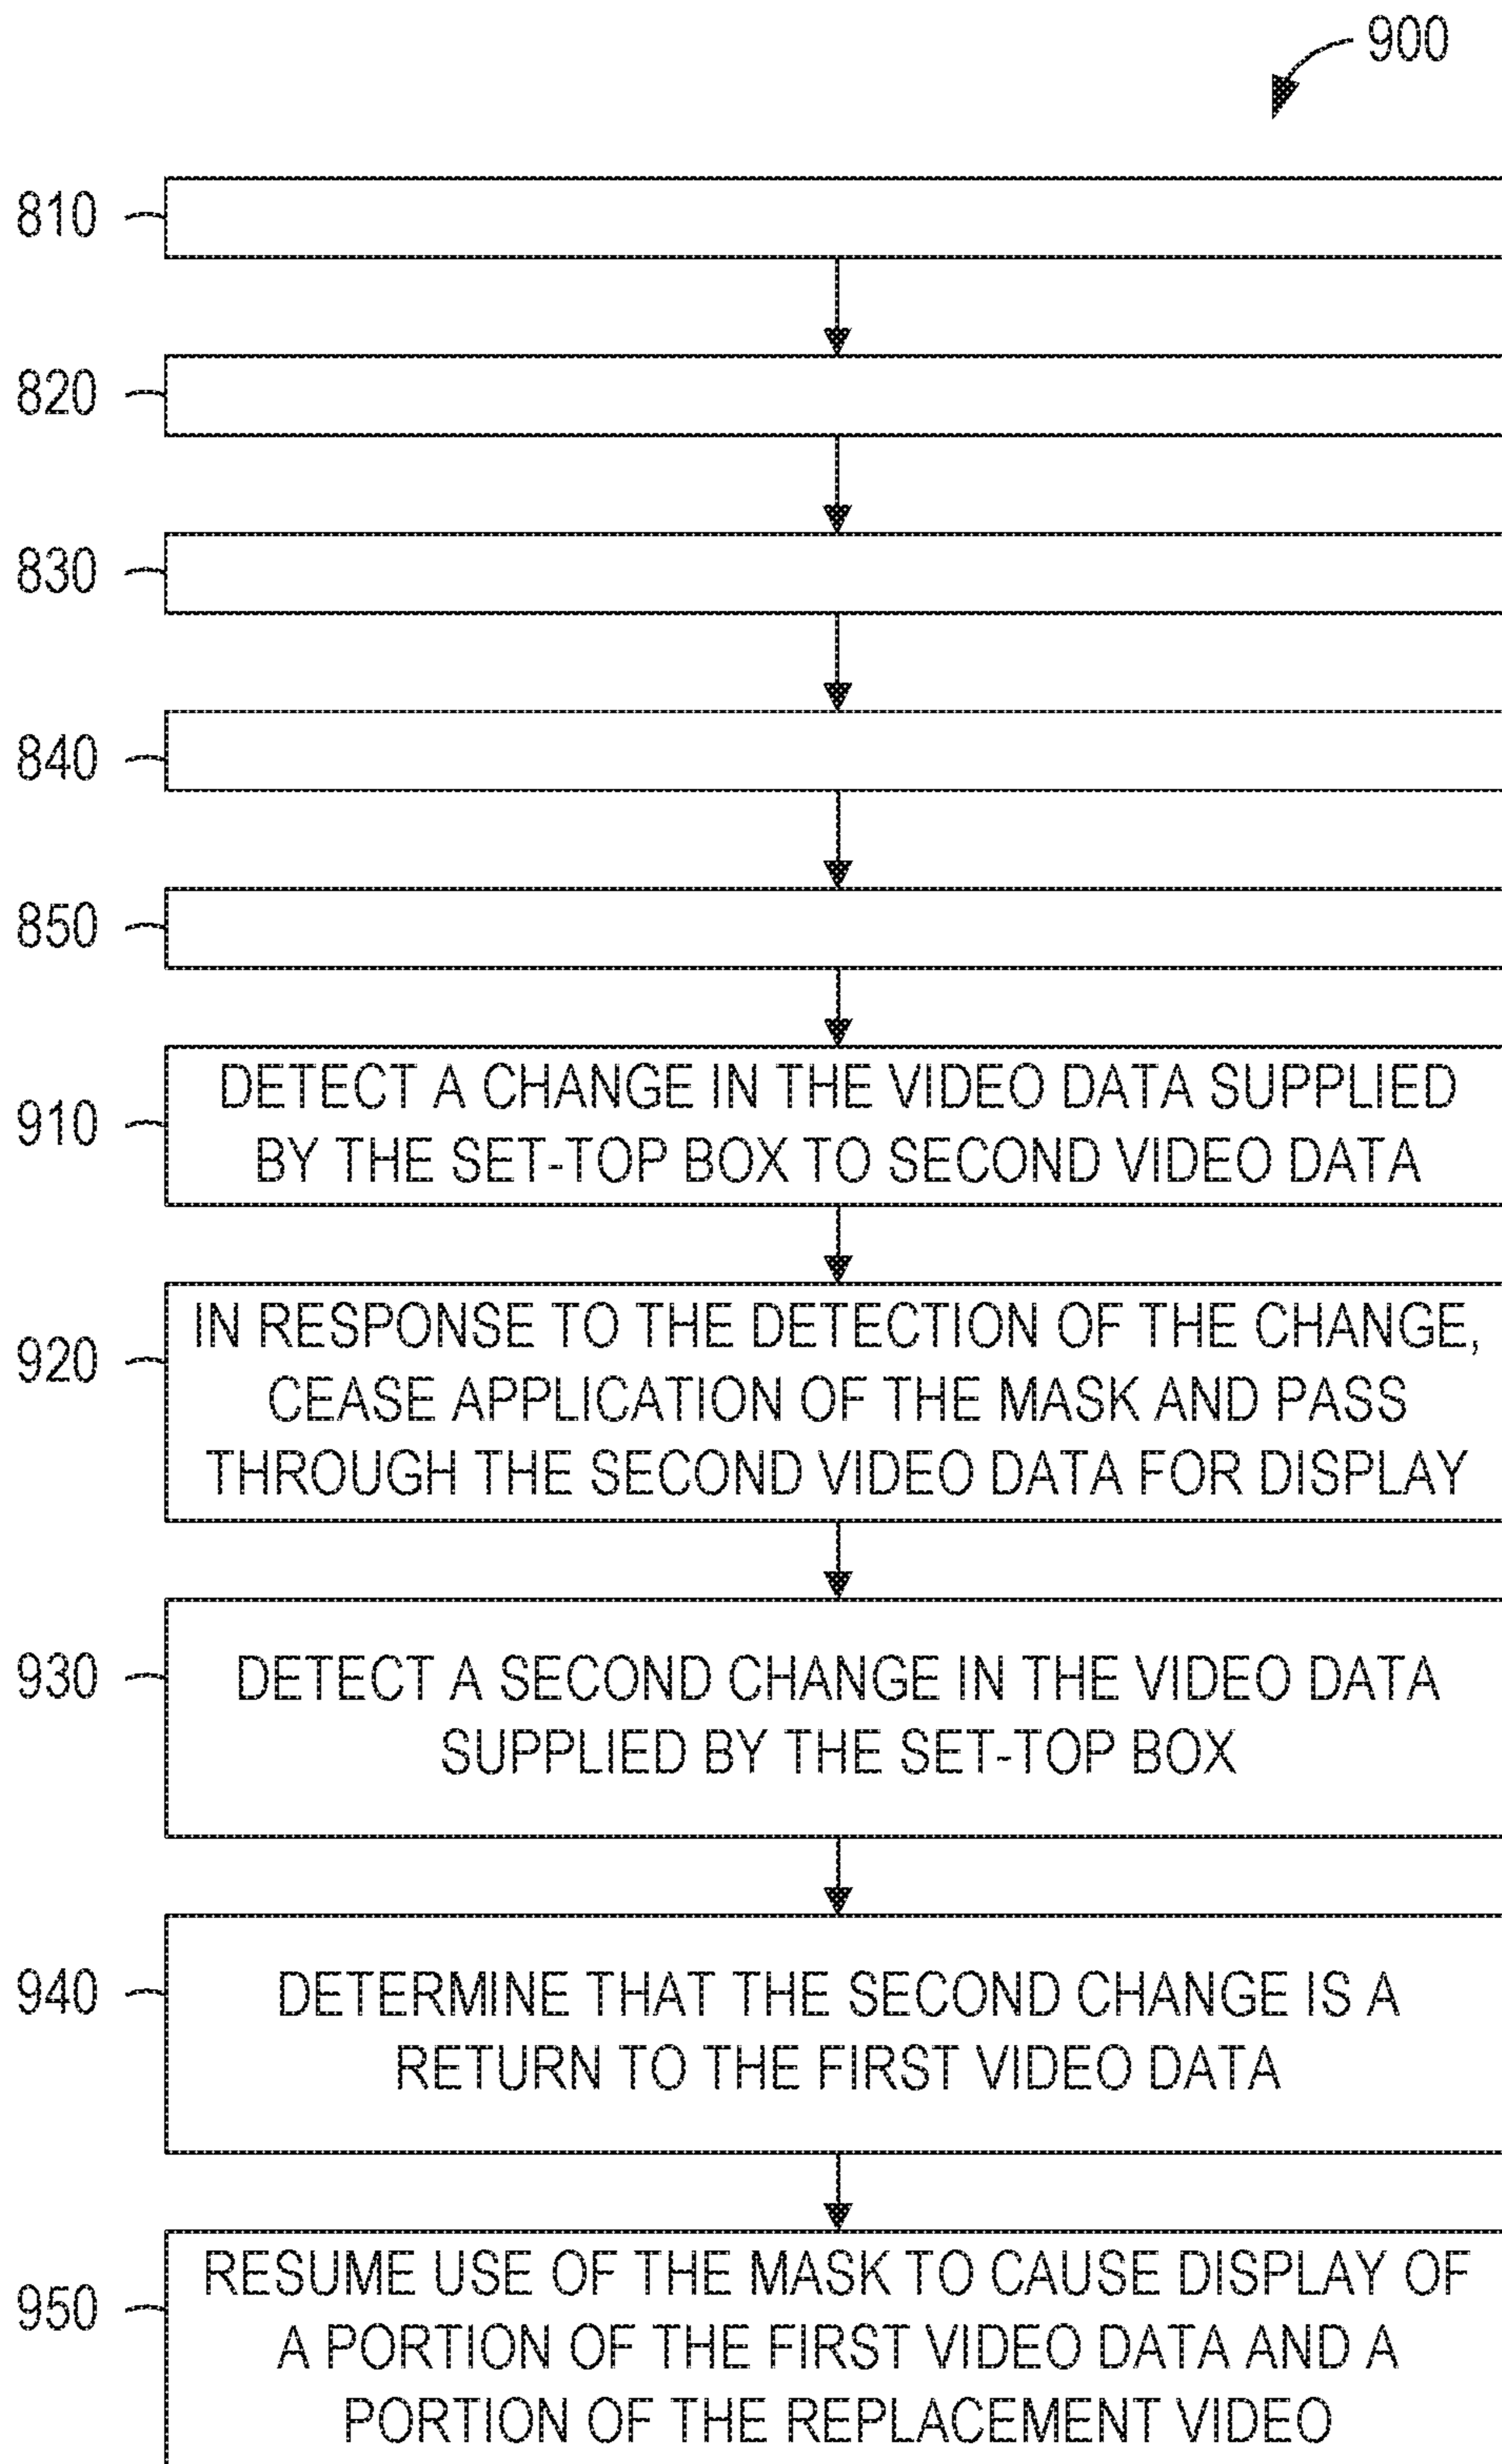 900
810
820
830
840
850
910
DETECT A CHANGE IN THE VIDEO DATA SUPPLIED
BY THE SET-TOP BOX TO SECOND VIDEO DATA
920
IN RESPONSE TO THE DETECTION OF THE CHANGE,
CEASE APPLICATION OF THE MASK AND PASS
THROUGH THE SECOND VIDEO DATA FOR DISPLAY
930
DETECT A SECOND CHANGE IN THE VIDEO DATA
SUPPLIED BY THE SET-TOP BOX
940
DETERMINE THAT THE SECOND CHANGE IS A
RETURN TO THE FIRST VIDEO DATA
950
RESUME USE OF THE MASK TO CAUSE DISPLAY OF
A PORTION OF THE FIRST VIDEO DATA AND A
PORTION OF THE REPLACEMENT VIDEO